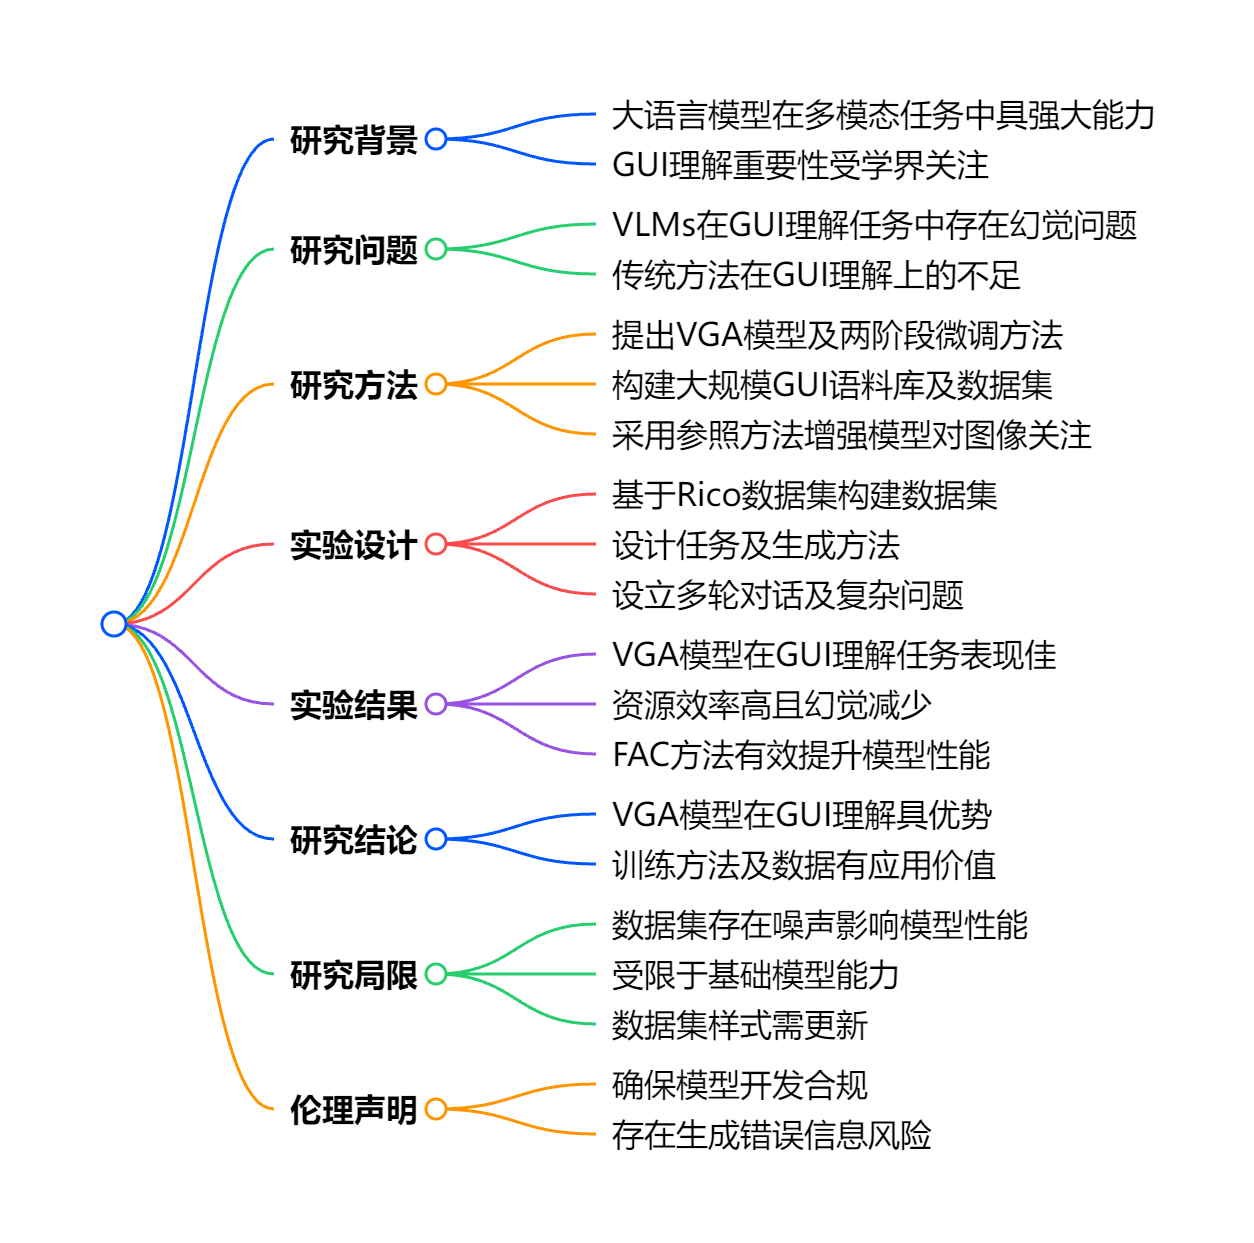 研究背景
大语言模型在多模态任务中具强大能力
GUI理解重要性受学界关注
研究问题
VLMs在GUI理解任务中存在幻觉问题
传统方法在GUI理解上的不足
研究方法
提出VGA模型及两阶段微调方法
构建大规模GUI语料库及数据集
采用参照方法增强模型对图像关注
实验设计
基于Rico数据集构建数据集
设计任务及生成方法
设立多轮对话及复杂问题
实验结果
VGA模型在GUI理解任务表现佳
资源效率高且幻觉减少
FAC方法有效提升模型性能
研究结论
VGA模型在GUI理解具优势
训练方法及数据有应用价值
研究局限
数据集存在噪声影响模型性能
受限于基础模型能力
数据集样式需更新
伦理声明
确保模型开发合规
存在生成错误信息风险